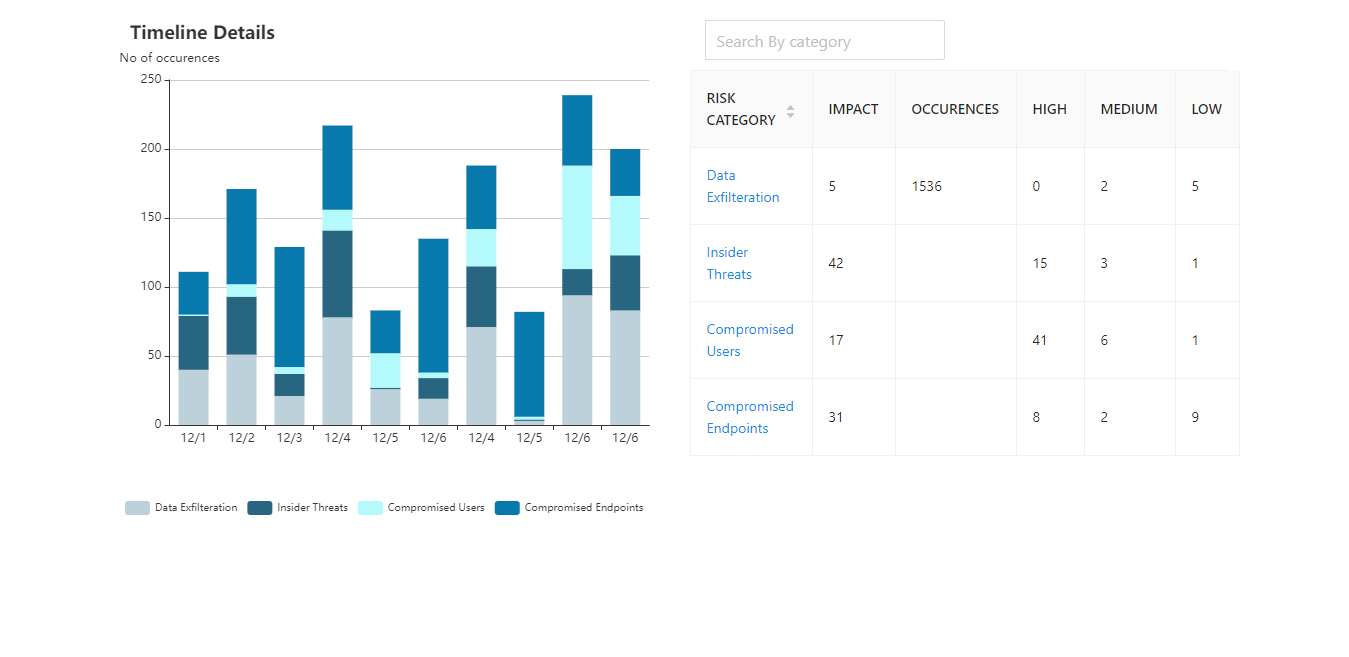 Timeline Details
No of occurences
250
200
150
100
50
0
12/1 12/2 12/3 12/4 12/5 12/6 12/4 12/5 12/6 12/6
Data Exfilteration Insider Threats Compromised Users Compromised Endpoints
Search By category
RISK
CATEGORY IMPACT OCCURENCES HIGH MEDIUM LOW
Data
Exfilteration 5 1536 0 2 5
Insider
Threats 42 15 3 1
Compromised
Users 17 41 6 1
Compromised
Endpoints 31 8 2 9